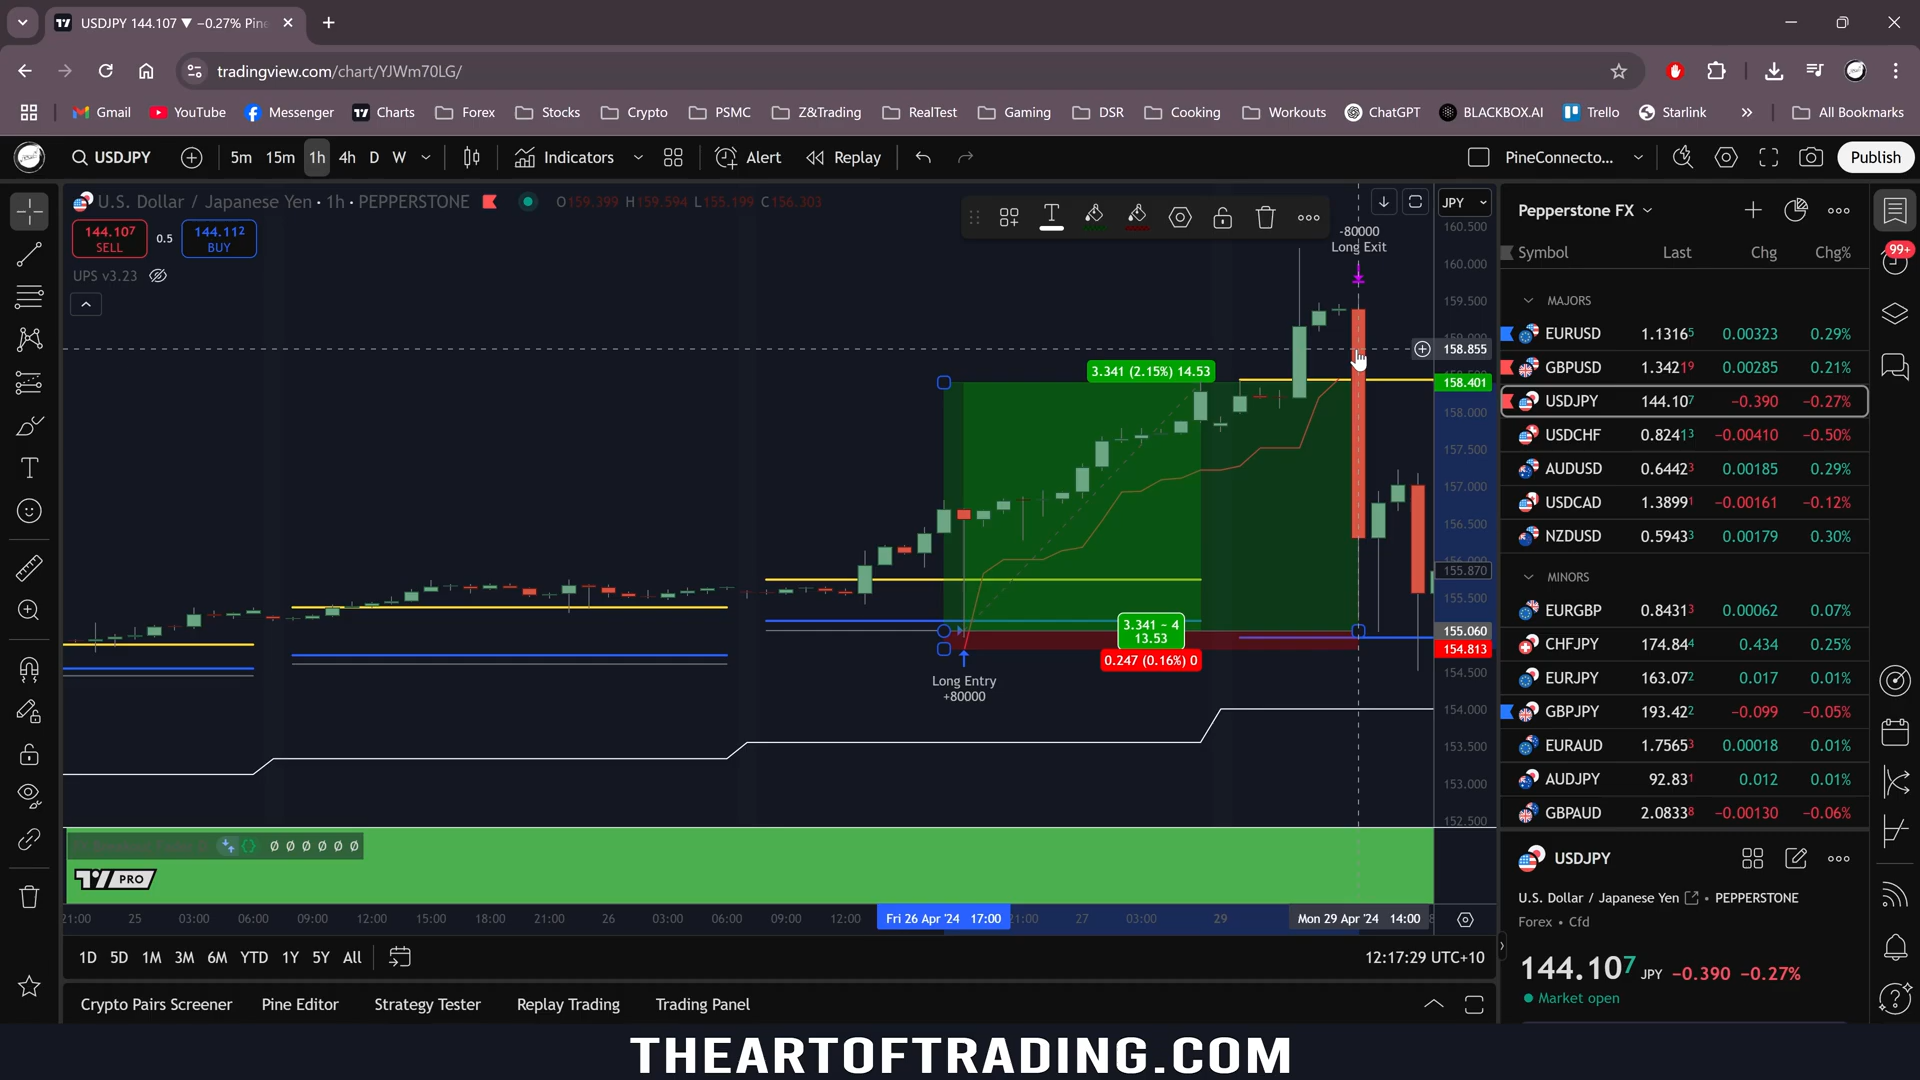 USDJPY 144.107 ▼ −0.27% Pine
tradingview.com/chart/YJWm70LG/
Gmail YouTube Messenger Charts Forex Stocks Crypto PSMC Z&Trading RealTest Gaming DSR Cooking Workouts ChatGPT BLACKBOX.AI Trello Starlink » All Bookmarks
USDJPY 5m 15m 1h 4h D W Indicators Alert Replay PineConnecto... Publish
U.S. Dollar / Japanese Yen · 1h · PEPPERSTONE O159.399 H159.594 L155.199 C156.303
144.107 SELL 0.5 144.112 BUY
UPS v3.23
-80000
Long Exit
3.341 (2.15%) 14.53
3.341 ~ 4
13.53
0.247 (0.16%) 0
Long Entry
+80000
JPY
160.500
160.000
159.500
158.855
158.401
158.000
157.500
157.000
156.500
156.000
155.870
155.500
155.060
154.813
154.500
154.000
153.500
153.000
152.500
Ø Ø Ø Ø Ø Ø
PRO
21:00 25 03:00 06:00 09:00 12:00 15:00 18:00 21:00 26 03:00 06:00 09:00 12:00 Fri 26 Apr '24 17:00 21:00 27 03:00 29 Mon 29 Apr '24 14:00
1D 5D 1M 3M 6M YTD 1Y 5Y All 12:17:29 UTC+10
Crypto Pairs Screener Pine Editor Strategy Tester Replay Trading Trading Panel
Pepperstone FX
Symbol Last Chg Chg%
MAJORS
EURUSD 1.13165 0.00323 0.29%
GBPUSD 1.34219 0.00285 0.21%
USDJPY 144.107 −0.390 −0.27%
USDCHF 0.82413 −0.00410 −0.50%
AUDUSD 0.64423 0.00185 0.29%
USDCAD 1.38991 −0.00161 −0.12%
NZDUSD 0.59433 0.00179 0.30%
MINORS
EURGBP 0.84313 0.00062 0.07%
CHFJPY 174.844 0.434 0.25%
EURJPY 163.072 0.017 0.01%
GBPJPY 193.422 −0.099 −0.05%
EURAUD 1.75653 0.00018 0.01%
AUDJPY 92.831 0.012 0.01%
GBPAUD 2.08338 −0.00130 −0.06%
USDJPY
U.S. Dollar / Japanese Yen • PEPPERSTONE
Forex • Cfd
144.107 JPY −0.390 −0.27%
Market open
99+
THEARTOFTRADING.COM